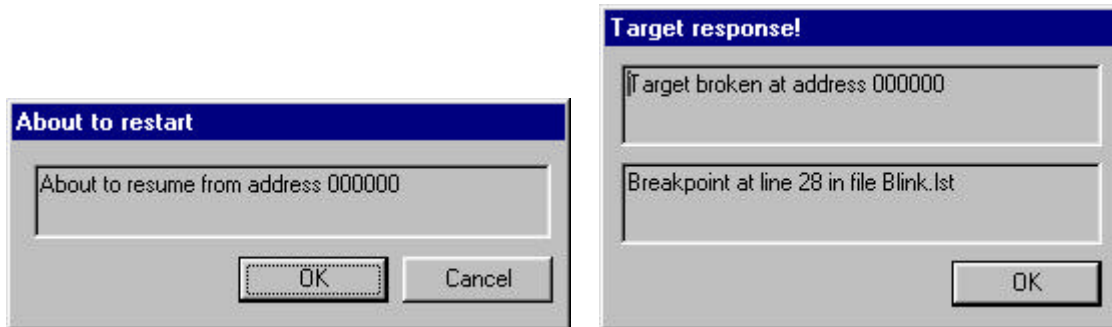 About to restart
About to resume from address 000000
OK
Cancel
Target response!
Target broken at address 000000
Breakpoint at line 28 in file Blink.lst
OK